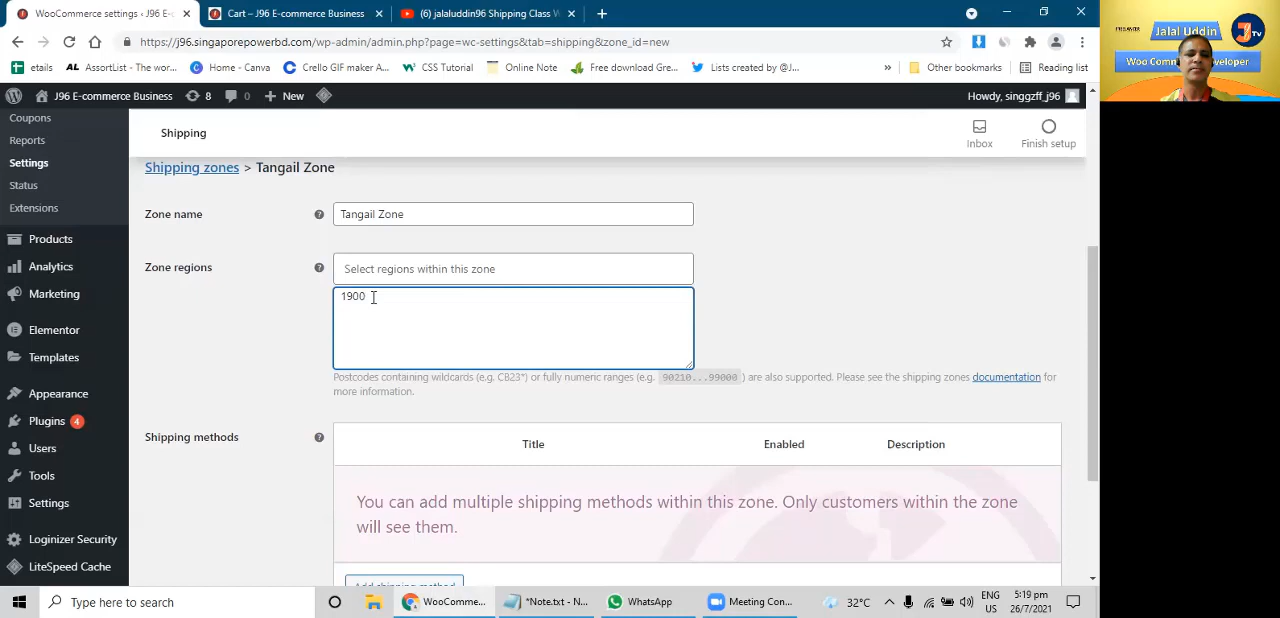 WooCommerce settings ‹ J96 E-co
Cart – J96 E-commerce Business
(6) jalaluddin96 Shipping Class W
https://j96.singaporepowerbd.com/wp-admin/admin.php?page=wc-settings&tab=shipping&zone_id=new
etails
AL AssortList - The wor...
Home - Canva
Crello GIF maker A...
CSS Tutorial
Online Note
Free download Gre...
Lists created by @J...
»
Other bookmarks
Reading list
J96 E-commerce Business
8
0
New
Howdy, singgzff_j96
Coupons
Reports
Settings
Status
Extensions
Products
Analytics
Marketing
Elementor
Templates
Appearance
Plugins 4
Users
Tools
Settings
Loginizer Security
LiteSpeed Cache
Shipping
Inbox
Finish setup
Shipping zones > Tangail Zone
Zone name
Tangail Zone
Zone regions
Select regions within this zone
1900
Postcodes containing wildcards (e.g. CB23*) or fully numeric ranges (e.g. 90210...99000 ) are also supported. Please see the shipping zones documentation for
more information.
Shipping methods
Title
Enabled
Description
You can add multiple shipping methods within this zone. Only customers within the zone
will see them.
Add shipping method
Type here to search
WooComme...
*Note.txt - N...
WhatsApp
Meeting Con...
32°C
ENG
US
5:19 pm
26/7/2021
Jalal Uddin
TV